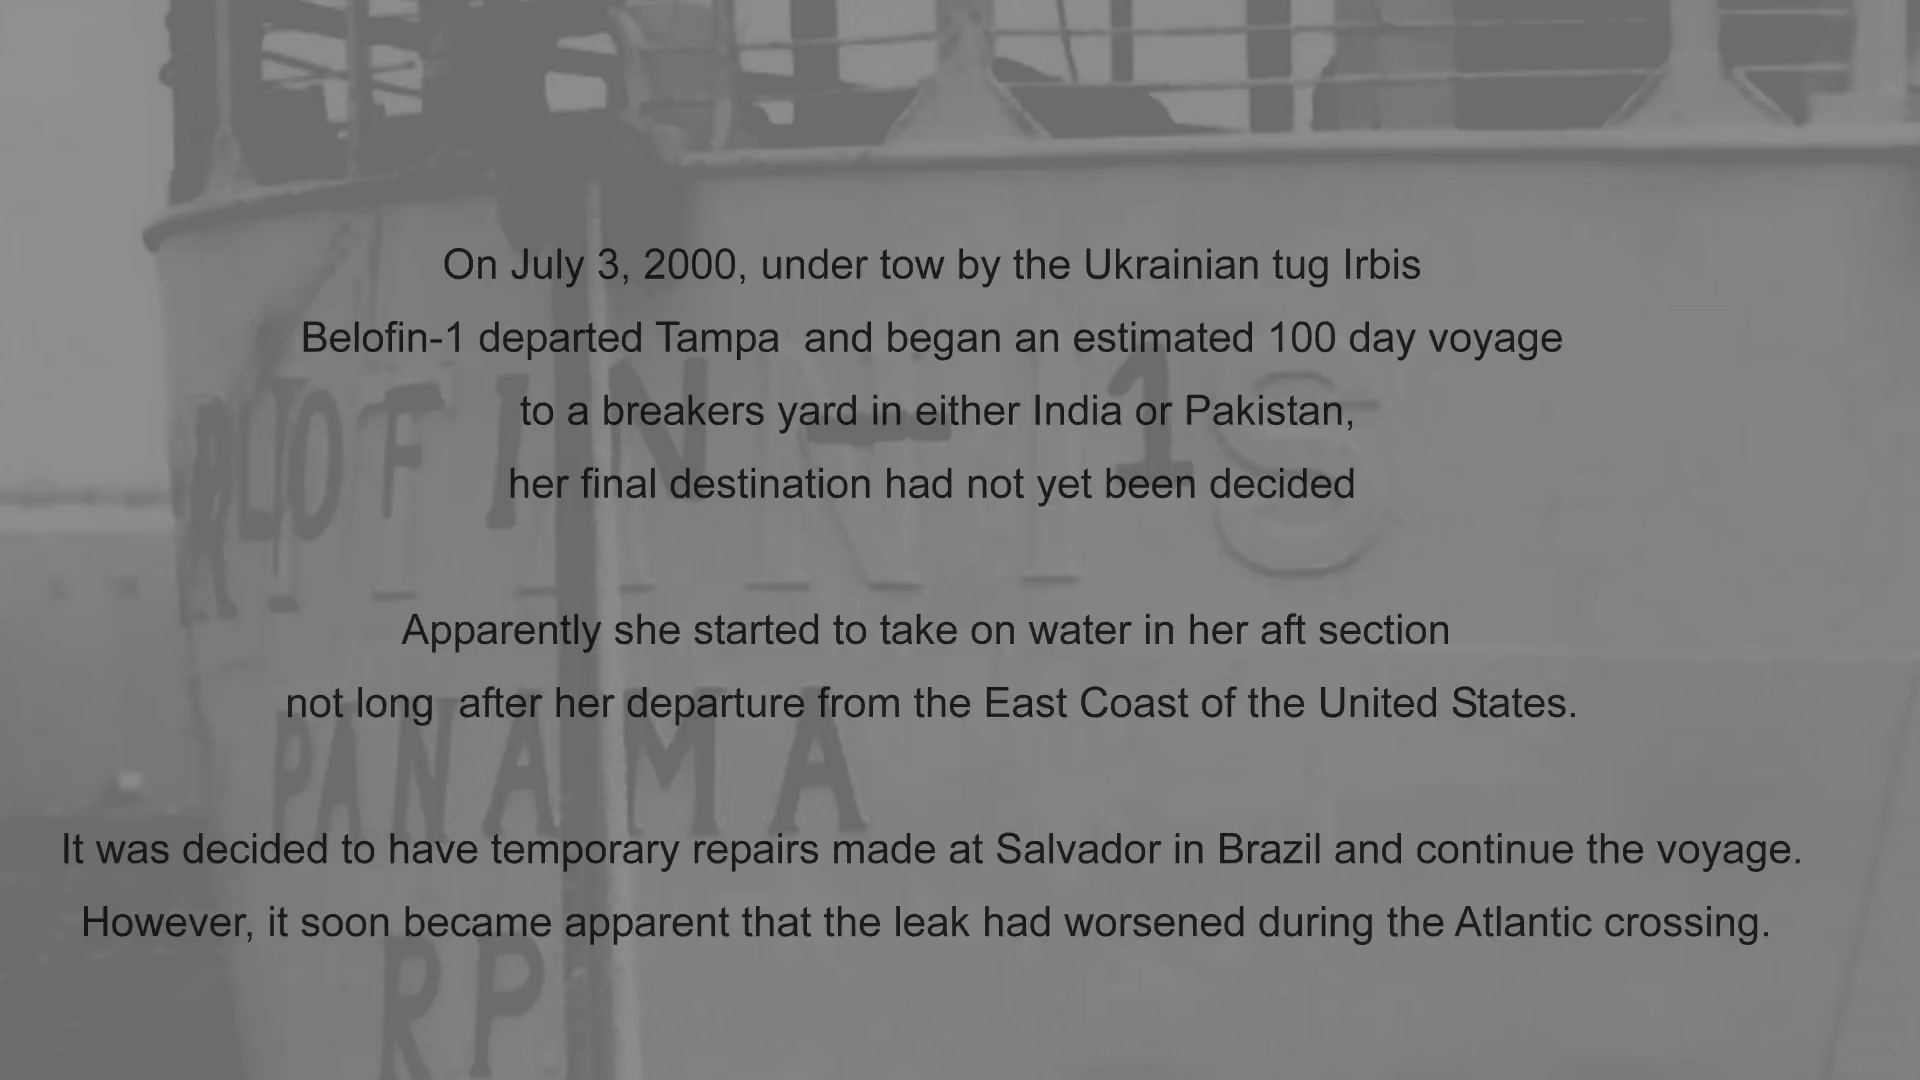 On July 3, 2000, under tow by the Ukrainian tug Irbis
Belofin-1 departed Tampa and began an estimated 100 day voyage
to a breakers yard in either India or Pakistan,
her final destination had not yet been decided
Apparently she started to take on water in her aft section
not long after her departure from the East Coast of the United States.
It was decided to have temporary repairs made at Salvador in Brazil and continue the voyage.
However, it soon became apparent that the leak had worsened during the Atlantic crossing.
PANAMA
RP